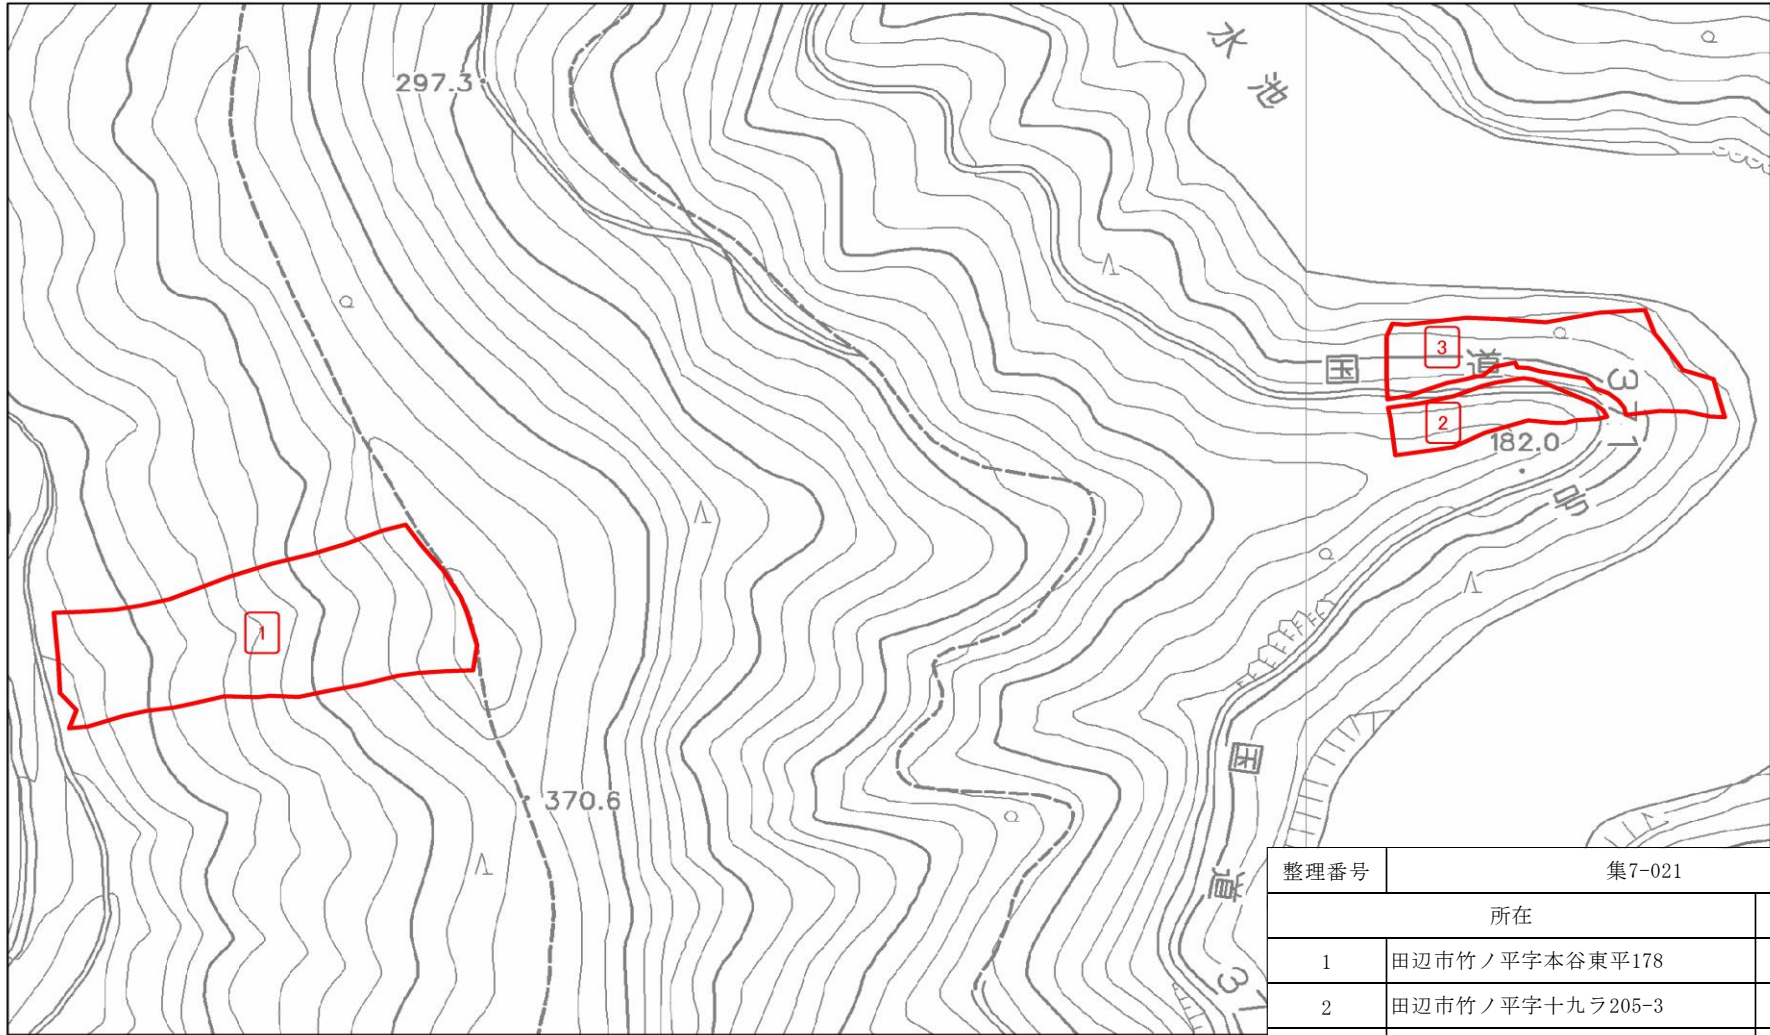 水池
297.3
3
国道371号
2
182.0
1
370.6
国道37
整理番号 集7-021
所在
1 田辺市竹ノ平字本谷東平178
2 田辺市竹ノ平字十九ラ205-3